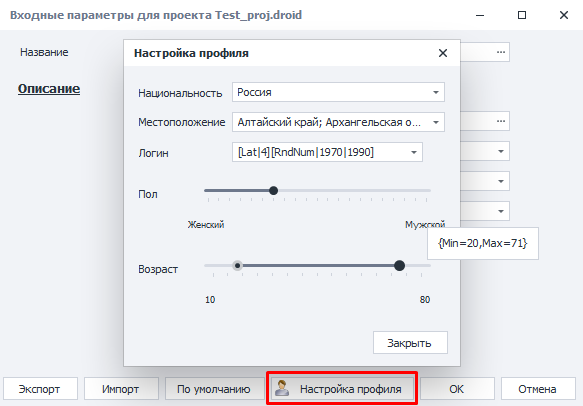 Входные параметры для проекта Test_proj.droid
Название
...
Описание
...
Настройка профиля
Национальность
Россия
Местоположение
Алтайский край; Архангельская о...
Логин
[Lat|4][RndNum|1970|1990]
Пол
Женский
Мужской
{Min=20,Max=71}
Возраст
10
80
Закрыть
Экспорт
Импорт
По умолчанию
Настройка профиля
OK
Отмена